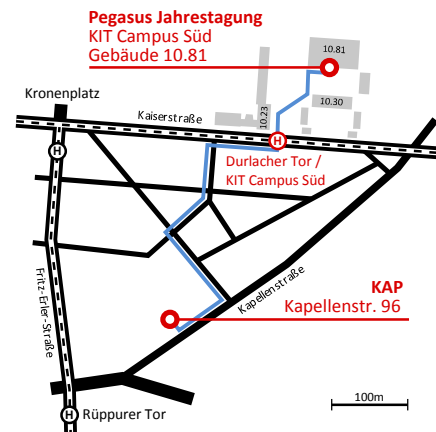 Pegasus Jahrestagung
KIT Campus Süd
Gebäude 10.81
10.81
10.30
10.23
Kronenplatz
Kaiserstraße
H
H
Durlacher Tor /
KIT Campus Süd
Fritz-Erler-Straße
Kapellenstraße
KAP
Kapellenstr. 96
H
Rüppurer Tor
100m